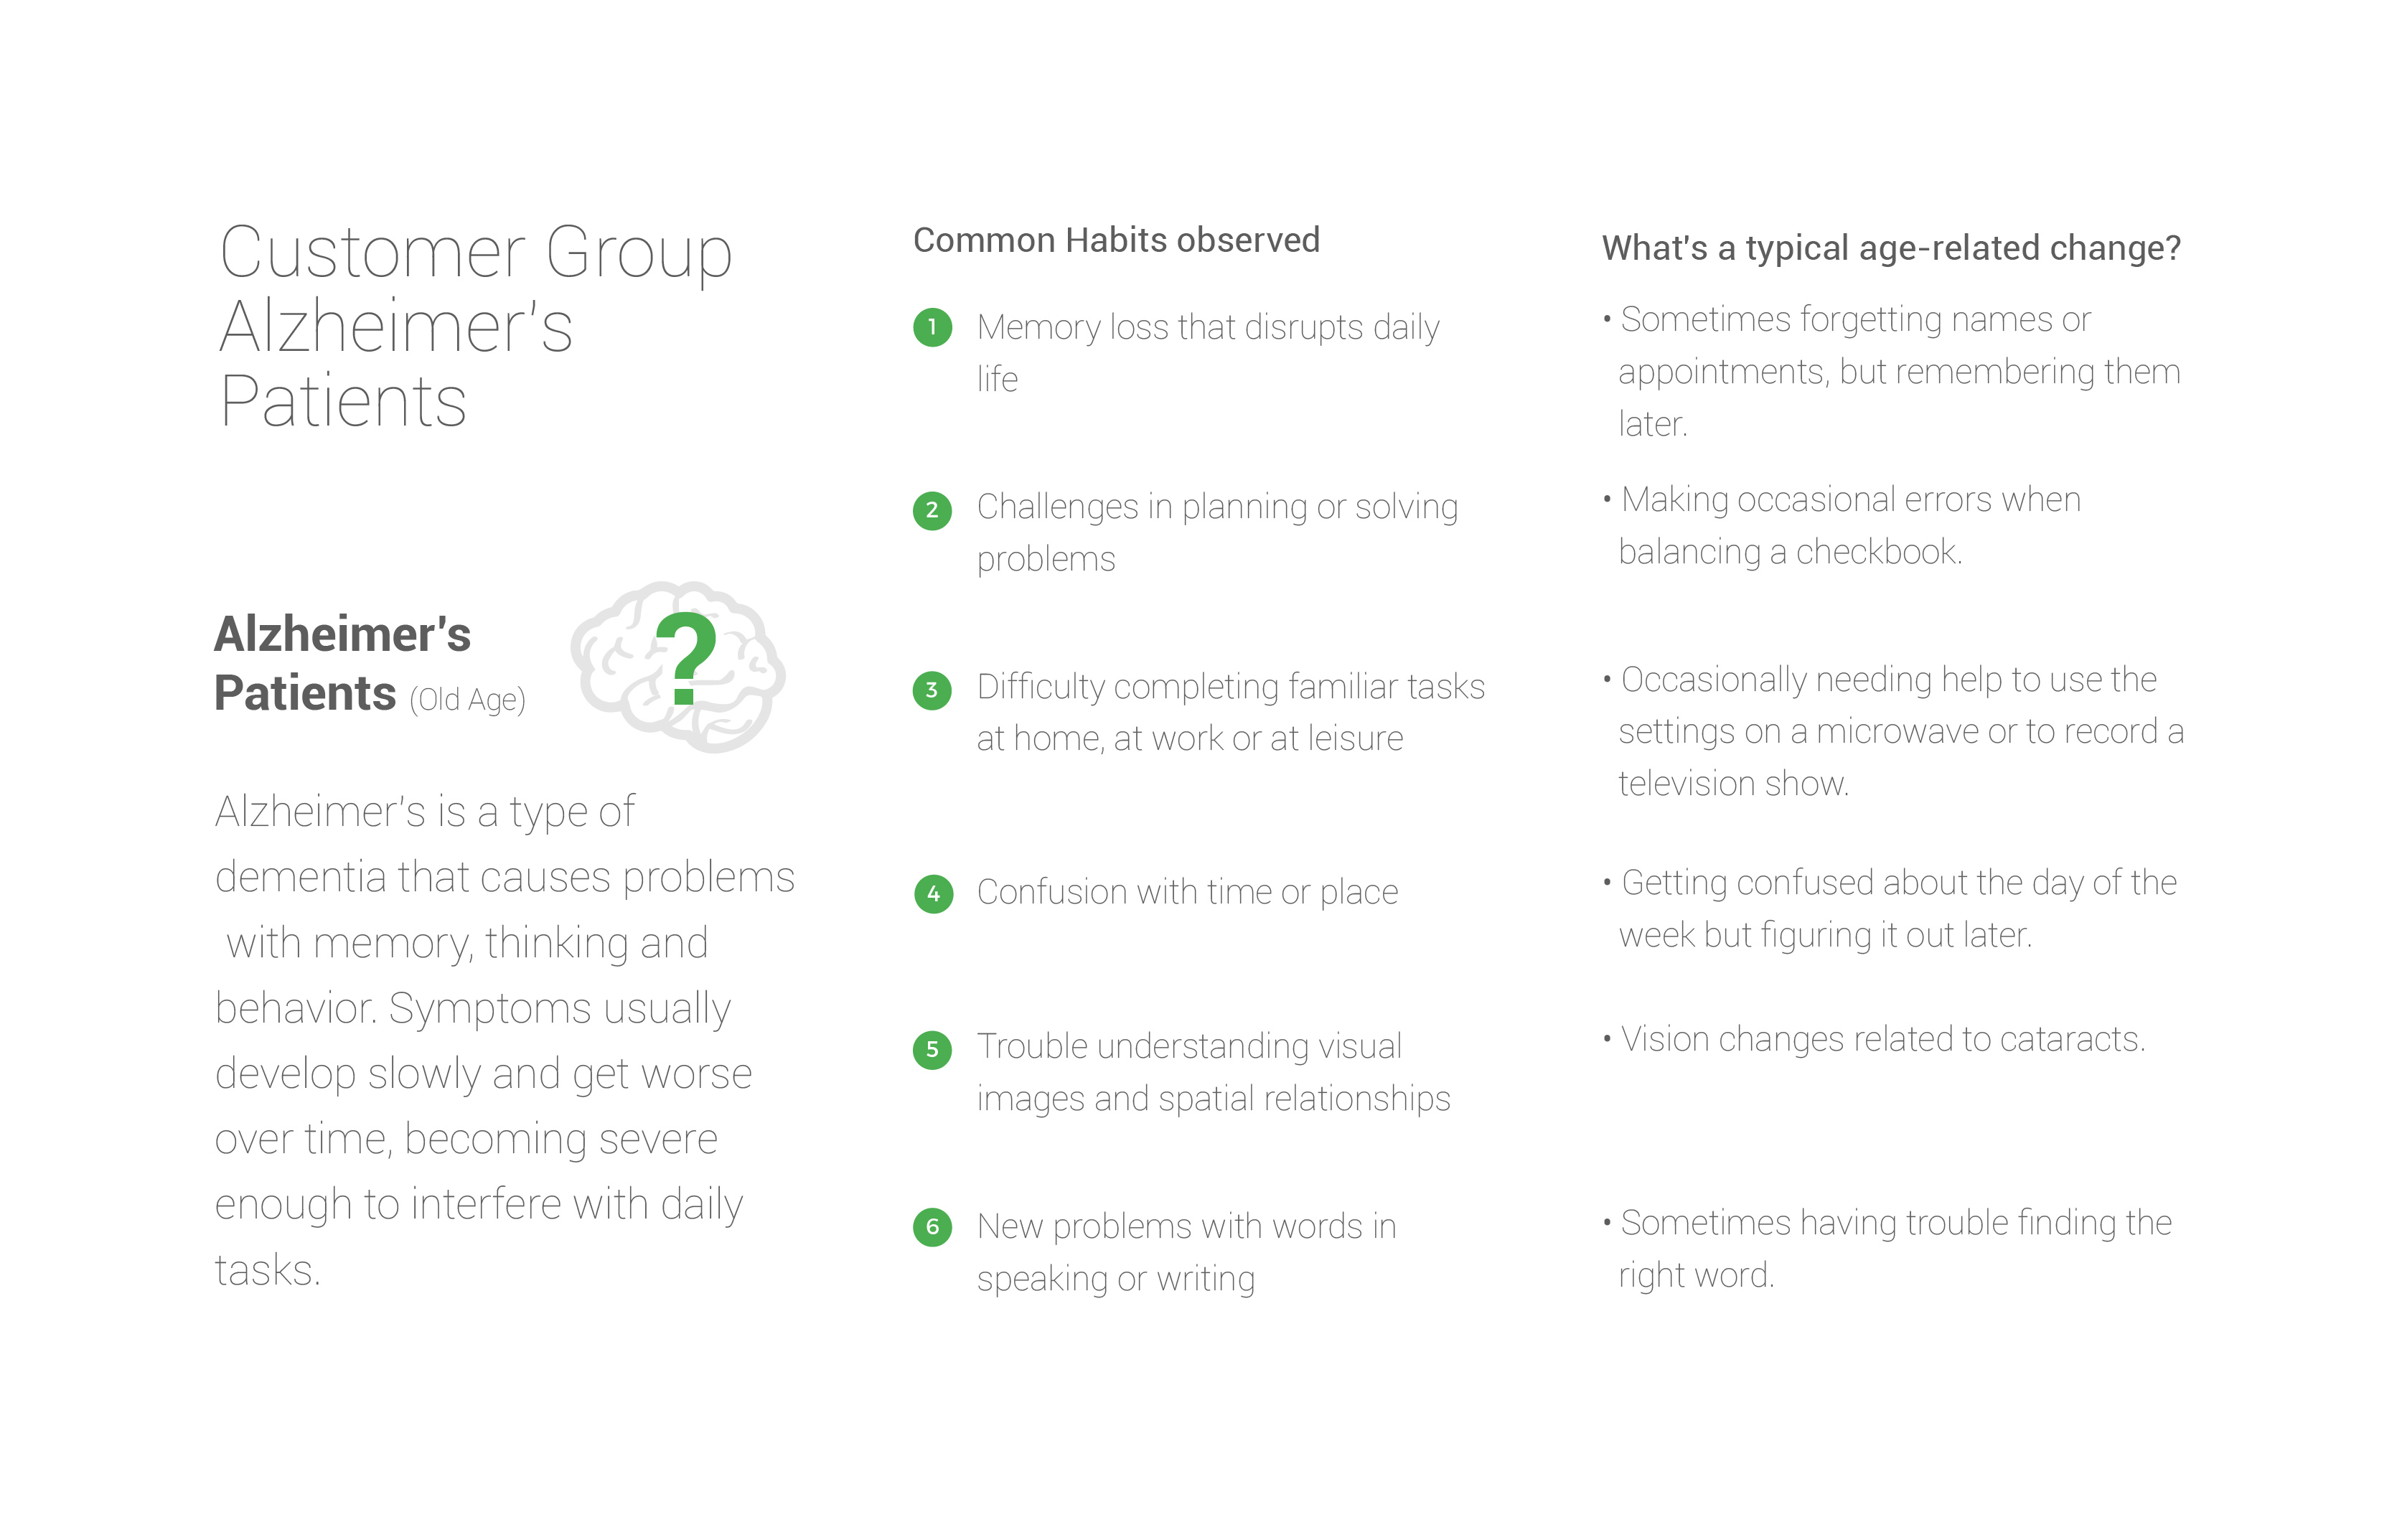 Customer Group
Alzheimer's
Patients
Alzheimer's
Patients (Old Age)
?
Alzheimer's is a type of
dementia that causes problems
with memory, thinking and
behavior. Symptoms usually
develop slowly and get worse
over time, becoming severe
enough to interfere with daily
tasks.
Common Habits observed
1 Memory loss that disrupts daily
life
2 Challenges in planning or solving
problems
3 Difficulty completing familiar tasks
at home, at work or at leisure
4 Confusion with time or place
5 Trouble understanding visual
images and spatial relationships
6 New problems with words in
speaking or writing
What's a typical age-related change?
• Sometimes forgetting names or
appointments, but remembering them
later.
• Making occasional errors when
balancing a checkbook.
• Occasionally needing help to use the
settings on a microwave or to record a
television show.
• Getting confused about the day of the
week but figuring it out later.
• Vision changes related to cataracts.
• Sometimes having trouble finding the
right word.